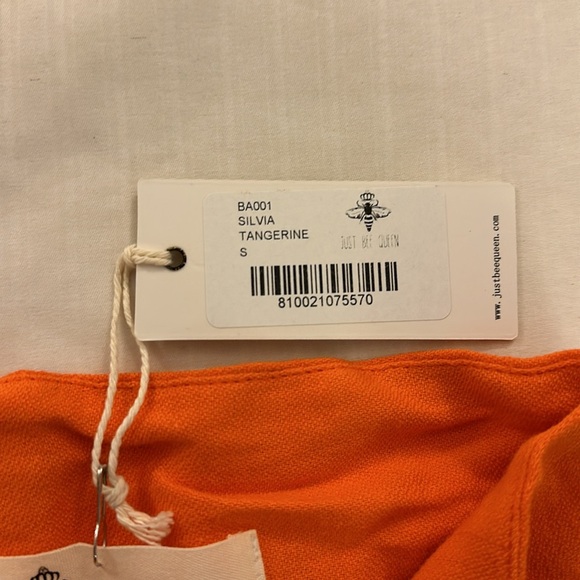 BA001
SILVIA
TANGERINE
S
JUST BEE QUEEN
810021075570
www.justbeequeen.com